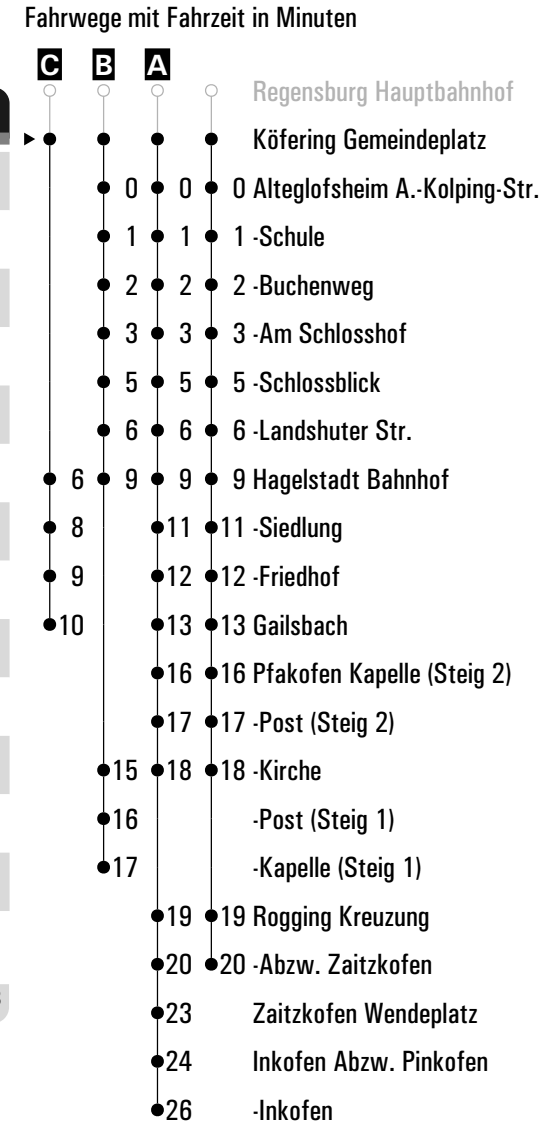 Fahrwege mit Fahrzeit in Minuten
C B A
Regensburg Hauptbahnhof
Köfering Gemeindeplatz
0 0 0 Alteglofsheim A.-Kolping-Str.
1 1 1 -Schule
2 2 2 -Buchenweg
3 3 3 -Am Schlosshof
5 5 5 -Schlossblick
6 6 6 -Landshuter Str.
6 9 9 9 Hagelstadt Bahnhof
8 11 11 -Siedlung
9 12 12 -Friedhof
10 13 13 Gailsbach
16 16 Pfakofen Kapelle (Steig 2)
17 17 -Post (Steig 2)
15 18 18 -Kirche
16 -Post (Steig 1)
17 -Kapelle (Steig 1)
19 19 Rogging Kreuzung
20 20 -Abzw. Zaitzkofen
23 Zaitzkofen Wendeplatz
24 Inkofen Abzw. Pinkofen
26 -Inkofen